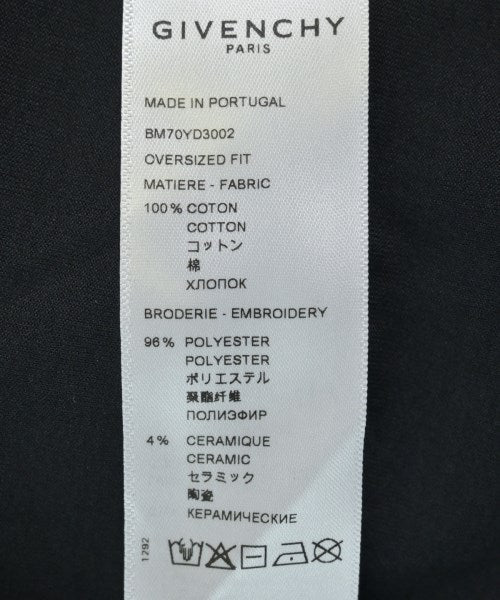 GIVENCHY
PARIS
MADE IN PORTUGAL
BM70YD3002
OVERSIZED FIT
MATIERE - FABRIC
100% COTON
COTTON
コットン
棉
ХЛОПОК
BRODERIE - EMBROIDERY
96% POLYESTER
POLYESTER
ポリエステル
聚酯纤维
ПОЛИЭФИР
4% CERAMIQUE
CERAMIC
セラミック
陶瓷
КЕРАМИЧЕСКИЕ
1292